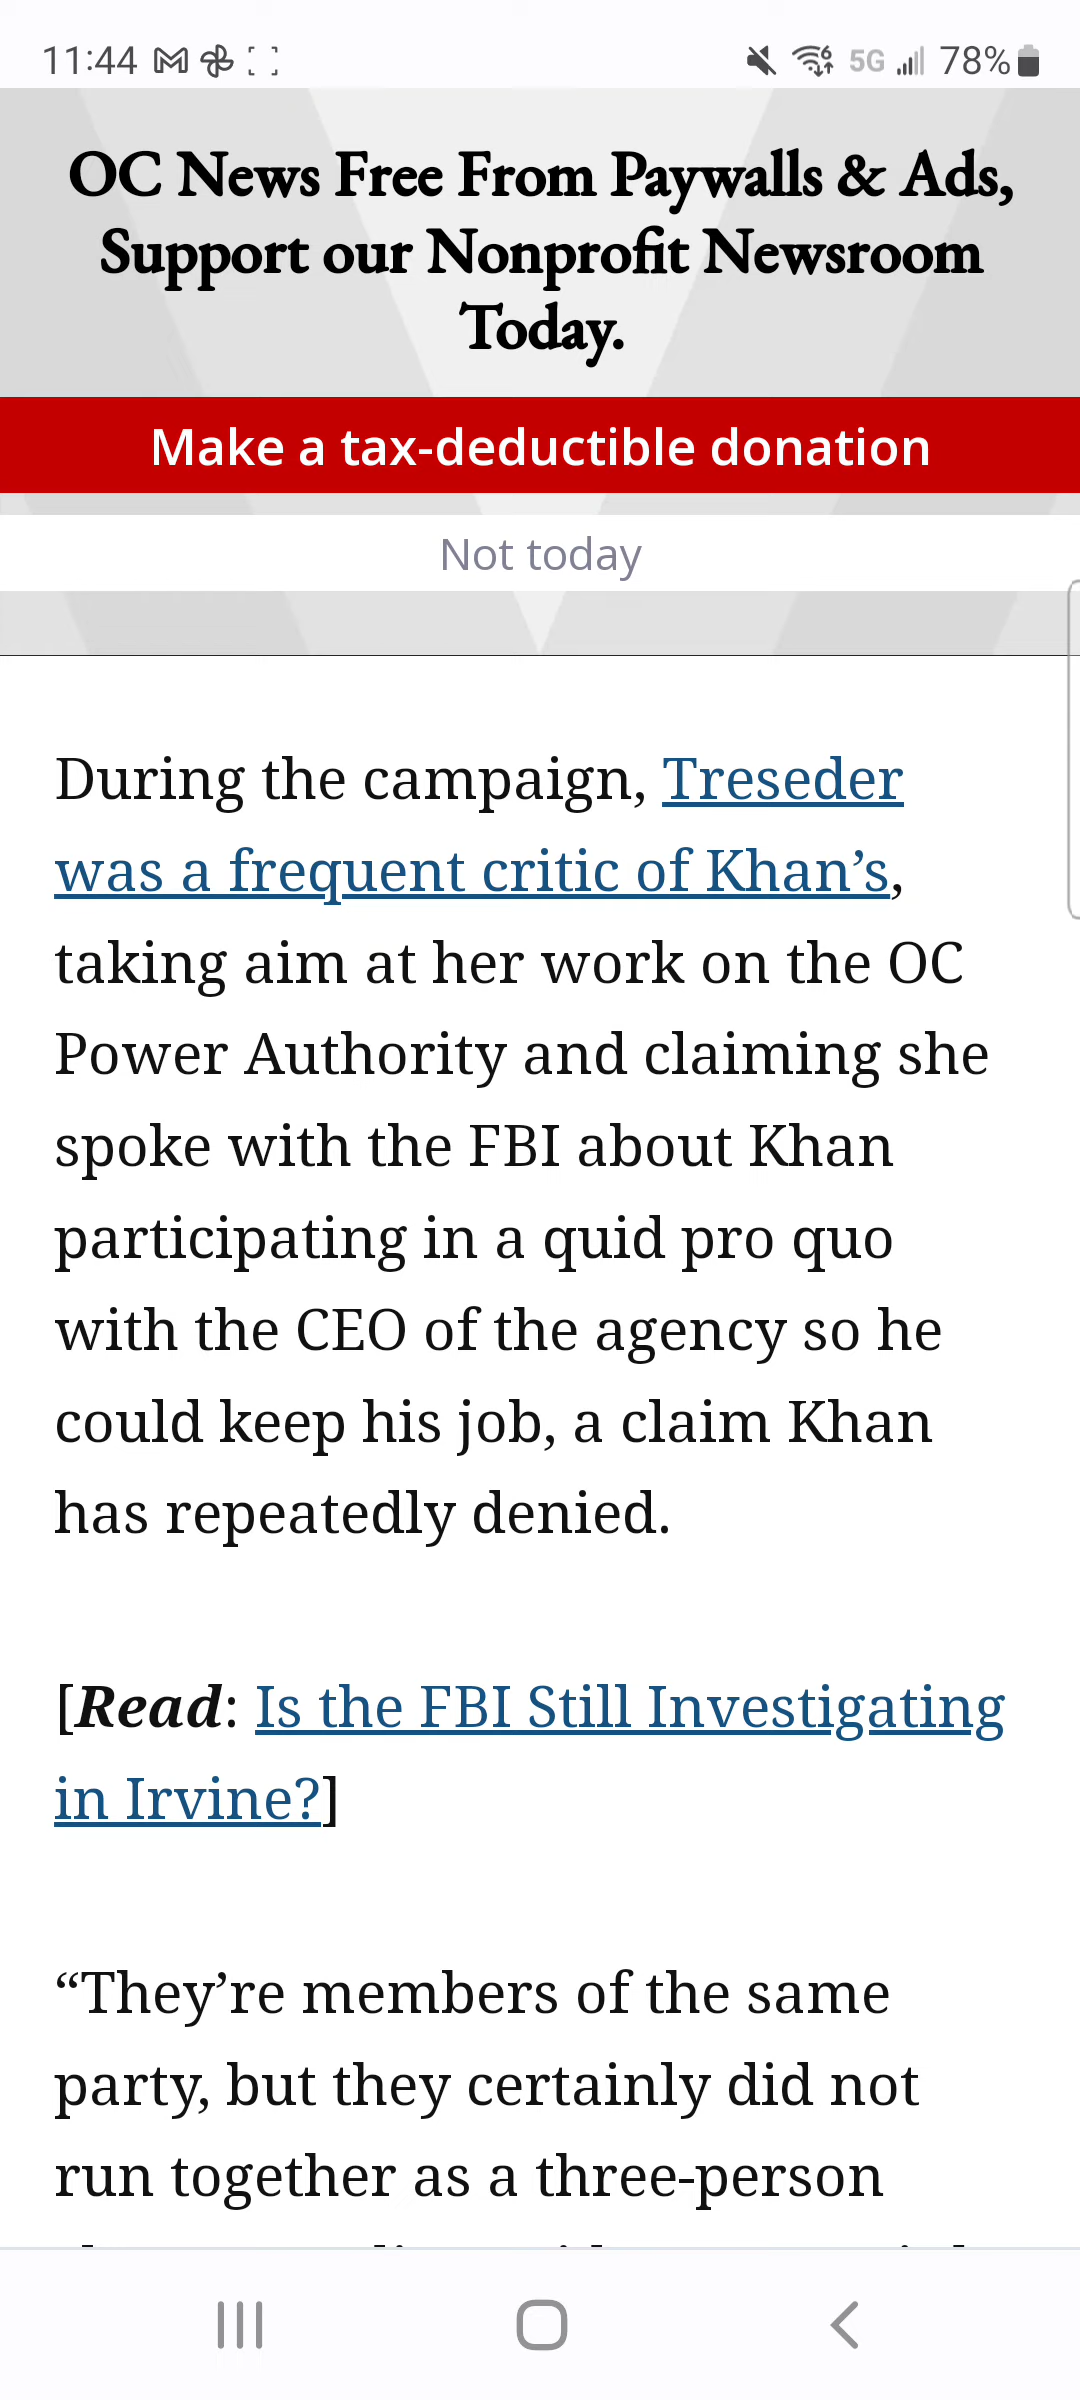 11:44
5G 78%
OC News Free From Paywalls & Ads,
Support our Nonprofit Newsroom
Today.
Make a tax-deductible donation
Not today
During the campaign, Treseder
was a frequent critic of Khan’s,
taking aim at her work on the OC
Power Authority and claiming she
spoke with the FBI about Khan
participating in a quid pro quo
with the CEO of the agency so he
could keep his job, a claim Khan
has repeatedly denied.
[Read: Is the FBI Still Investigating
in Irvine?]
“They’re members of the same
party, but they certainly did not
run together as a three-person